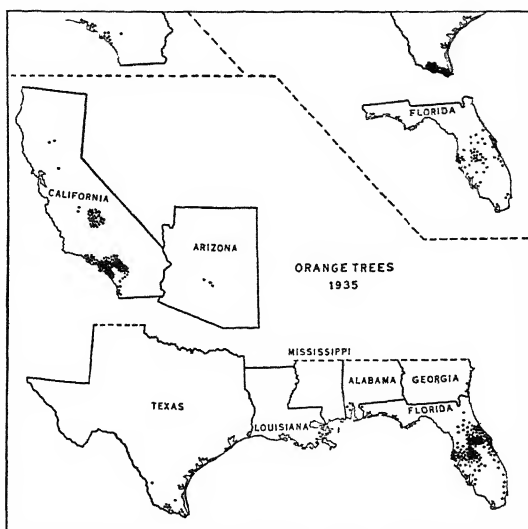 FLORIDA
CALIFORNIA
ARIZONA
ORANGE TREES
1935
MISSISSIPPI
TEXAS
LOUISIANA
ALABAMA
GEORGIA
FLORIDA